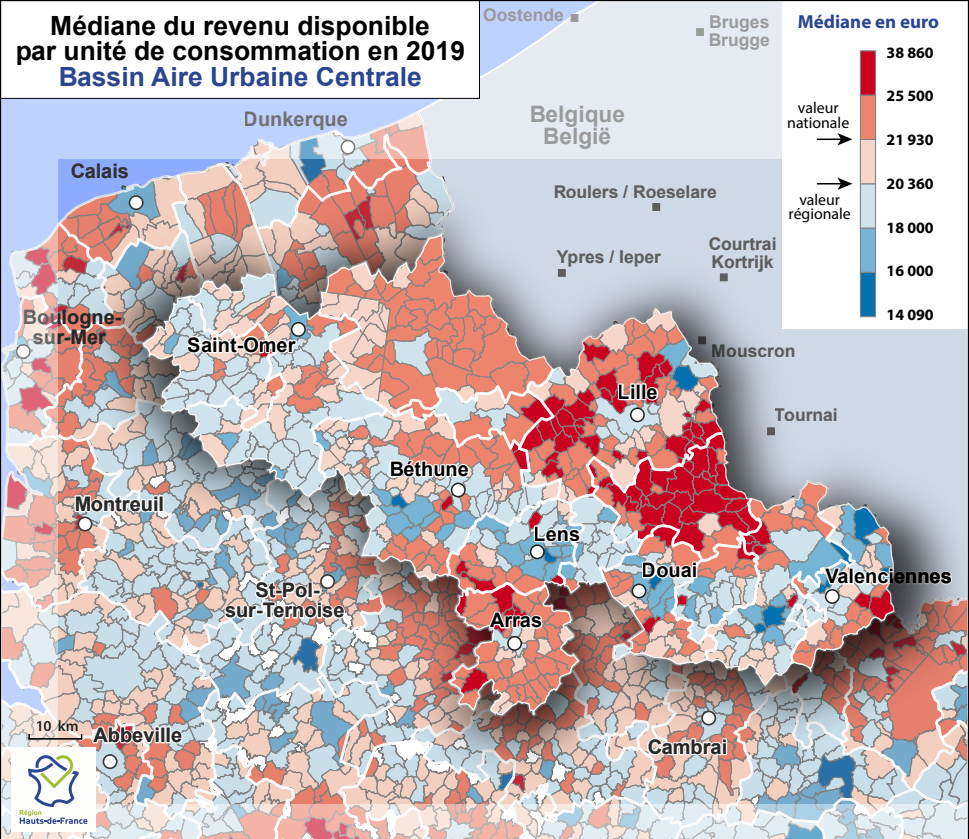 Médiane du revenu disponible
par unité de consommation en 2019
Bassin Aire Urbaine Centrale
Oostende
Bruges
Brugge
Médiane en euro
38 860
25 500
valeur
nationale
21 930
20 360
valeur
régionale
18 000
16 000
14 090
Dunkerque
Belgique
België
Calais
Roulers / Roeselare
Ypres / Ieper
Courtrai
Kortrijk
Boulogne-
sur-Mer
Saint-Omer
Mouscron
Lille
Tournai
Béthune
Montreuil
Lens
Douai
Valenciennes
St-Pol-
sur-Ternoise
Arras
10 km
Abbeville
Cambrai
Région
Hauts-de-France